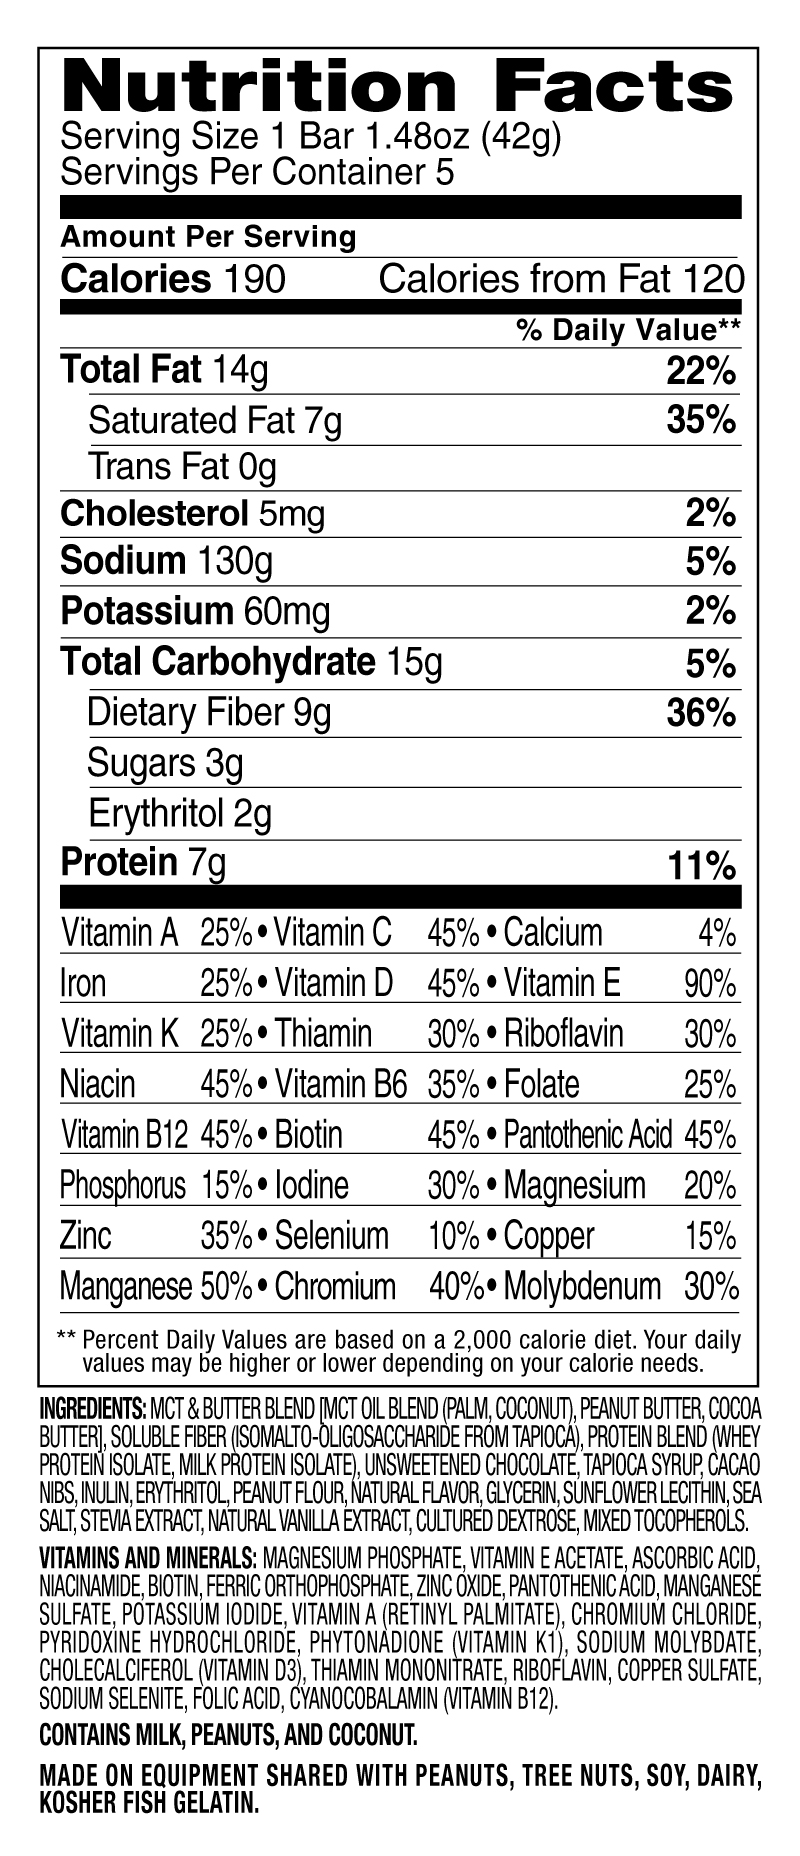 Nutrition Facts
Serving Size 1 Bar 1.48oz (42g)
Servings Per Container 5
Amount Per Serving
Calories 190 Calories from Fat 120
% Daily Value**
Total Fat 14g 22%
Saturated Fat 7g 35%
Trans Fat 0g
Cholesterol 5mg 2%
Sodium 130g 5%
Potassium 60mg 2%
Total Carbohydrate 15g 5%
Dietary Fiber 9g 36%
Sugars 3g
Erythritol 2g
Protein 7g 11%
Vitamin A 25% • Vitamin C 45% • Calcium 4%
Iron 25% • Vitamin D 45% • Vitamin E 90%
Vitamin K 25% • Thiamin 30% • Riboflavin 30%
Niacin 45% • Vitamin B6 35% • Folate 25%
Vitamin B12 45% • Biotin 45% • Pantothenic Acid 45%
Phosphorus 15% • Iodine 30% • Magnesium 20%
Zinc 35% • Selenium 10% • Copper 15%
Manganese 50% • Chromium 40% • Molybdenum 30%
** Percent Daily Values are based on a 2,000 calorie diet. Your daily
values may be higher or lower depending on your calorie needs.
INGREDIENTS: MCT & BUTTER BLEND [MCT OIL BLEND (PALM, COCONUT), PEANUT BUTTER, COCOA
BUTTER], SOLUBLE FIBER (ISOMALTO-OLIGOSACCHARIDE FROM TAPIOCA), PROTEIN BLEND (WHEY
PROTEIN ISOLATE, MILK PROTEIN ISOLATE), UNSWEETENED CHOCOLATE, TAPIOCA SYRUP, CACAO
NIBS, INULIN, ERYTHRITOL, PEANUT FLOUR, NATURAL FLAVOR, GLYCERIN, SUNFLOWER LECITHIN, SEA
SALT, STEVIA EXTRACT, NATURAL VANILLA EXTRACT, CULTURED DEXTROSE, MIXED TOCOPHEROLS.
VITAMINS AND MINERALS: MAGNESIUM PHOSPHATE, VITAMIN E ACETATE, ASCORBIC ACID,
NIACINAMIDE, BIOTIN, FERRIC ORTHOPHOSPHATE, ZINC OXIDE, PANTOTHENIC ACID, MANGANESE
SULFATE, POTASSIUM IODIDE, VITAMIN A (RETINYL PALMITATE), CHROMIUM CHLORIDE,
PYRIDOXINE HYDROCHLORIDE, PHYTONADIONE (VITAMIN K1), SODIUM MOLYBDATE,
CHOLECALCIFEROL (VITAMIN D3), THIAMIN MONONITRATE, RIBOFLAVIN, COPPER SULFATE,
SODIUM SELENITE, FOLIC ACID, CYANOCOBALAMIN (VITAMIN B12).
CONTAINS MILK, PEANUTS, AND COCONUT.
MADE ON EQUIPMENT SHARED WITH PEANUTS, TREE NUTS, SOY, DAIRY,
KOSHER FISH GELATIN.